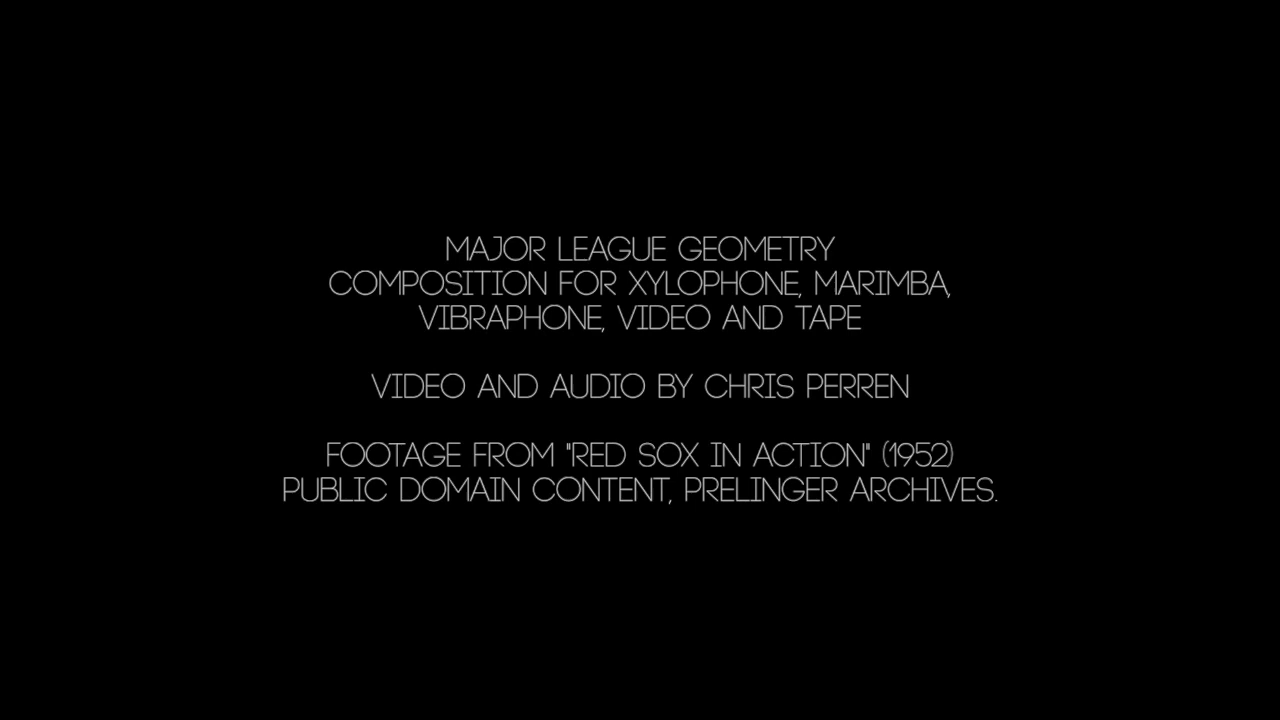 MAJOR LEAGUE GEOMETRY
COMPOSITION FOR XYLOPHONE, MARIMBA,
VIBRAPHONE, VIDEO AND TAPE
VIDEO AND AUDIO BY CHRIS PERREN
FOOTAGE FROM "RED SOX IN ACTION" (1952)
PUBLIC DOMAIN CONTENT, PRELINGER ARCHIVES.